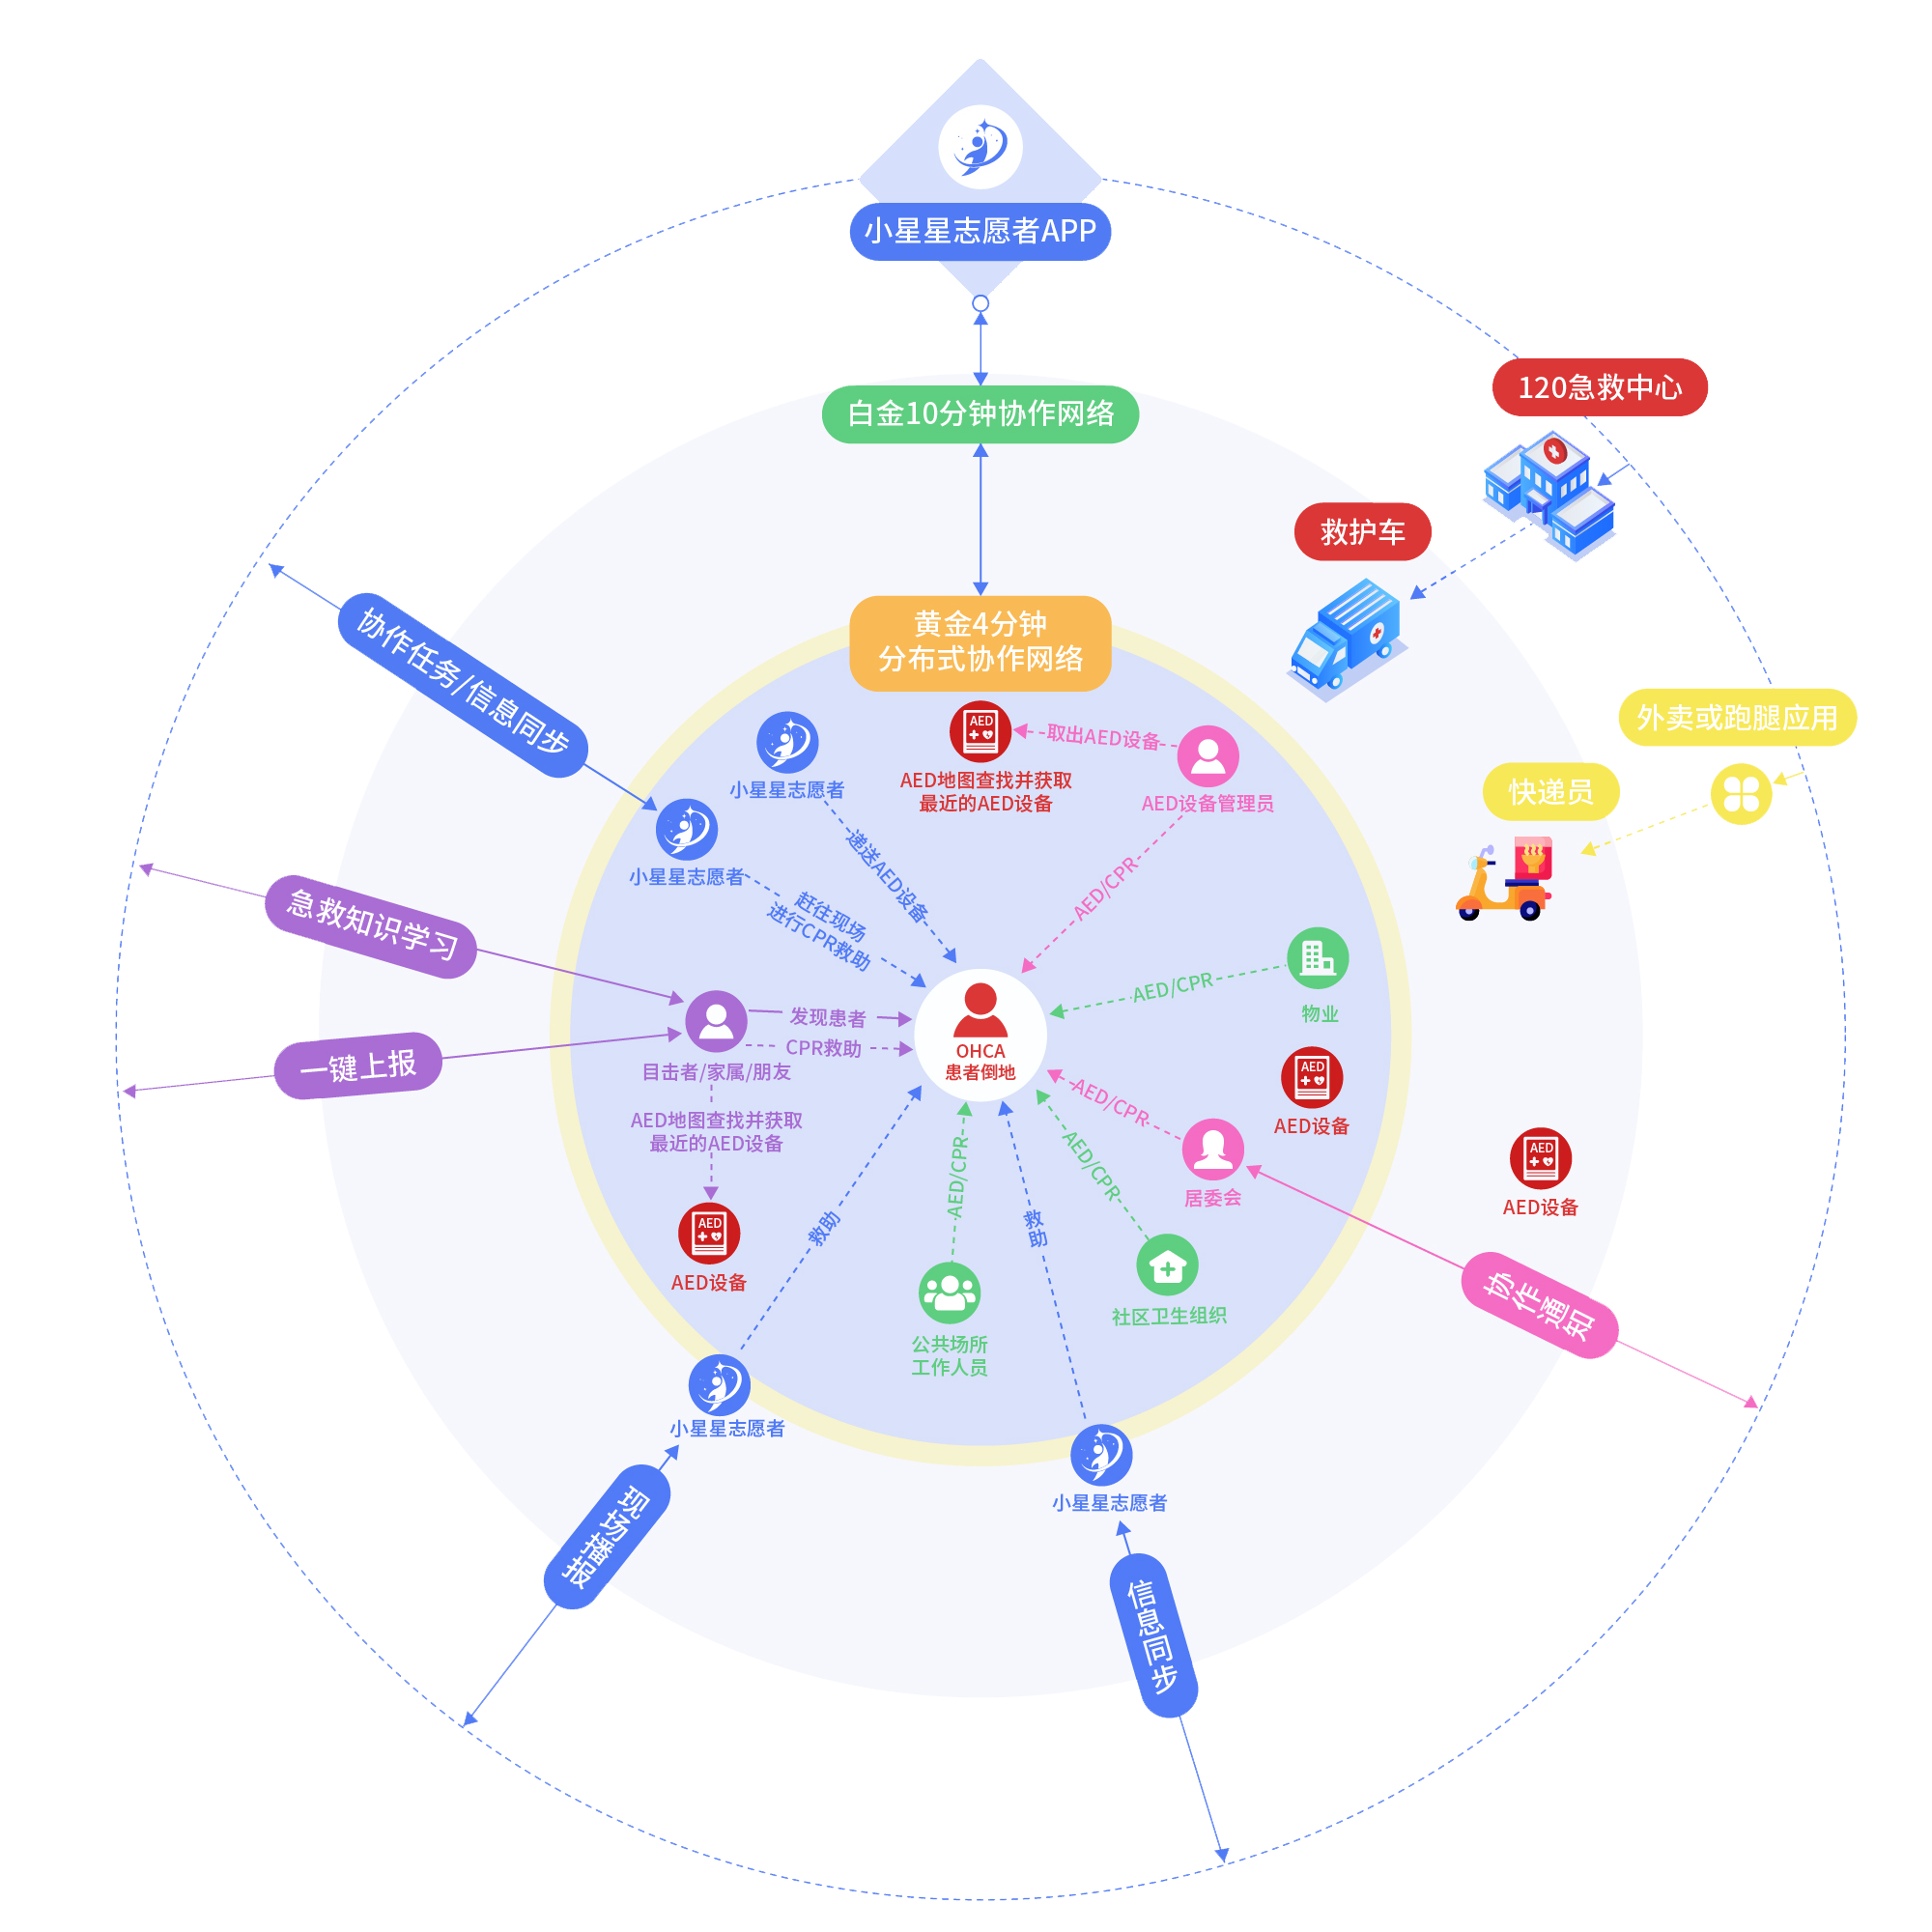 小星星志愿者APP
白金10分钟协作网络
120急救中心
救护车
黄金4分钟
分布式协作网络
协作任务/信息同步
外卖或跑腿应用
快递员
AED
取出AED设备
小星星志愿者
AED地图查找并获取
最近的AED设备
AED设备管理员
小星星志愿者
递送AED设备
赶往现场
进行CPR救助
AED/CPR
急救知识学习
AED/CPR
物业
发现患者
CPR救助
OHCA
患者倒地
一键上报
目击者/家属/朋友
AED
AED设备
AED/CPR
AED地图查找并获取
最近的AED设备
AED/CPR
AED/CPR
居委会
AED
AED设备
AED
AED设备
救助
救助
社区卫生组织
协作通知
公共场所
工作人员
小星星志愿者
小星星志愿者
现场播报
信息同步